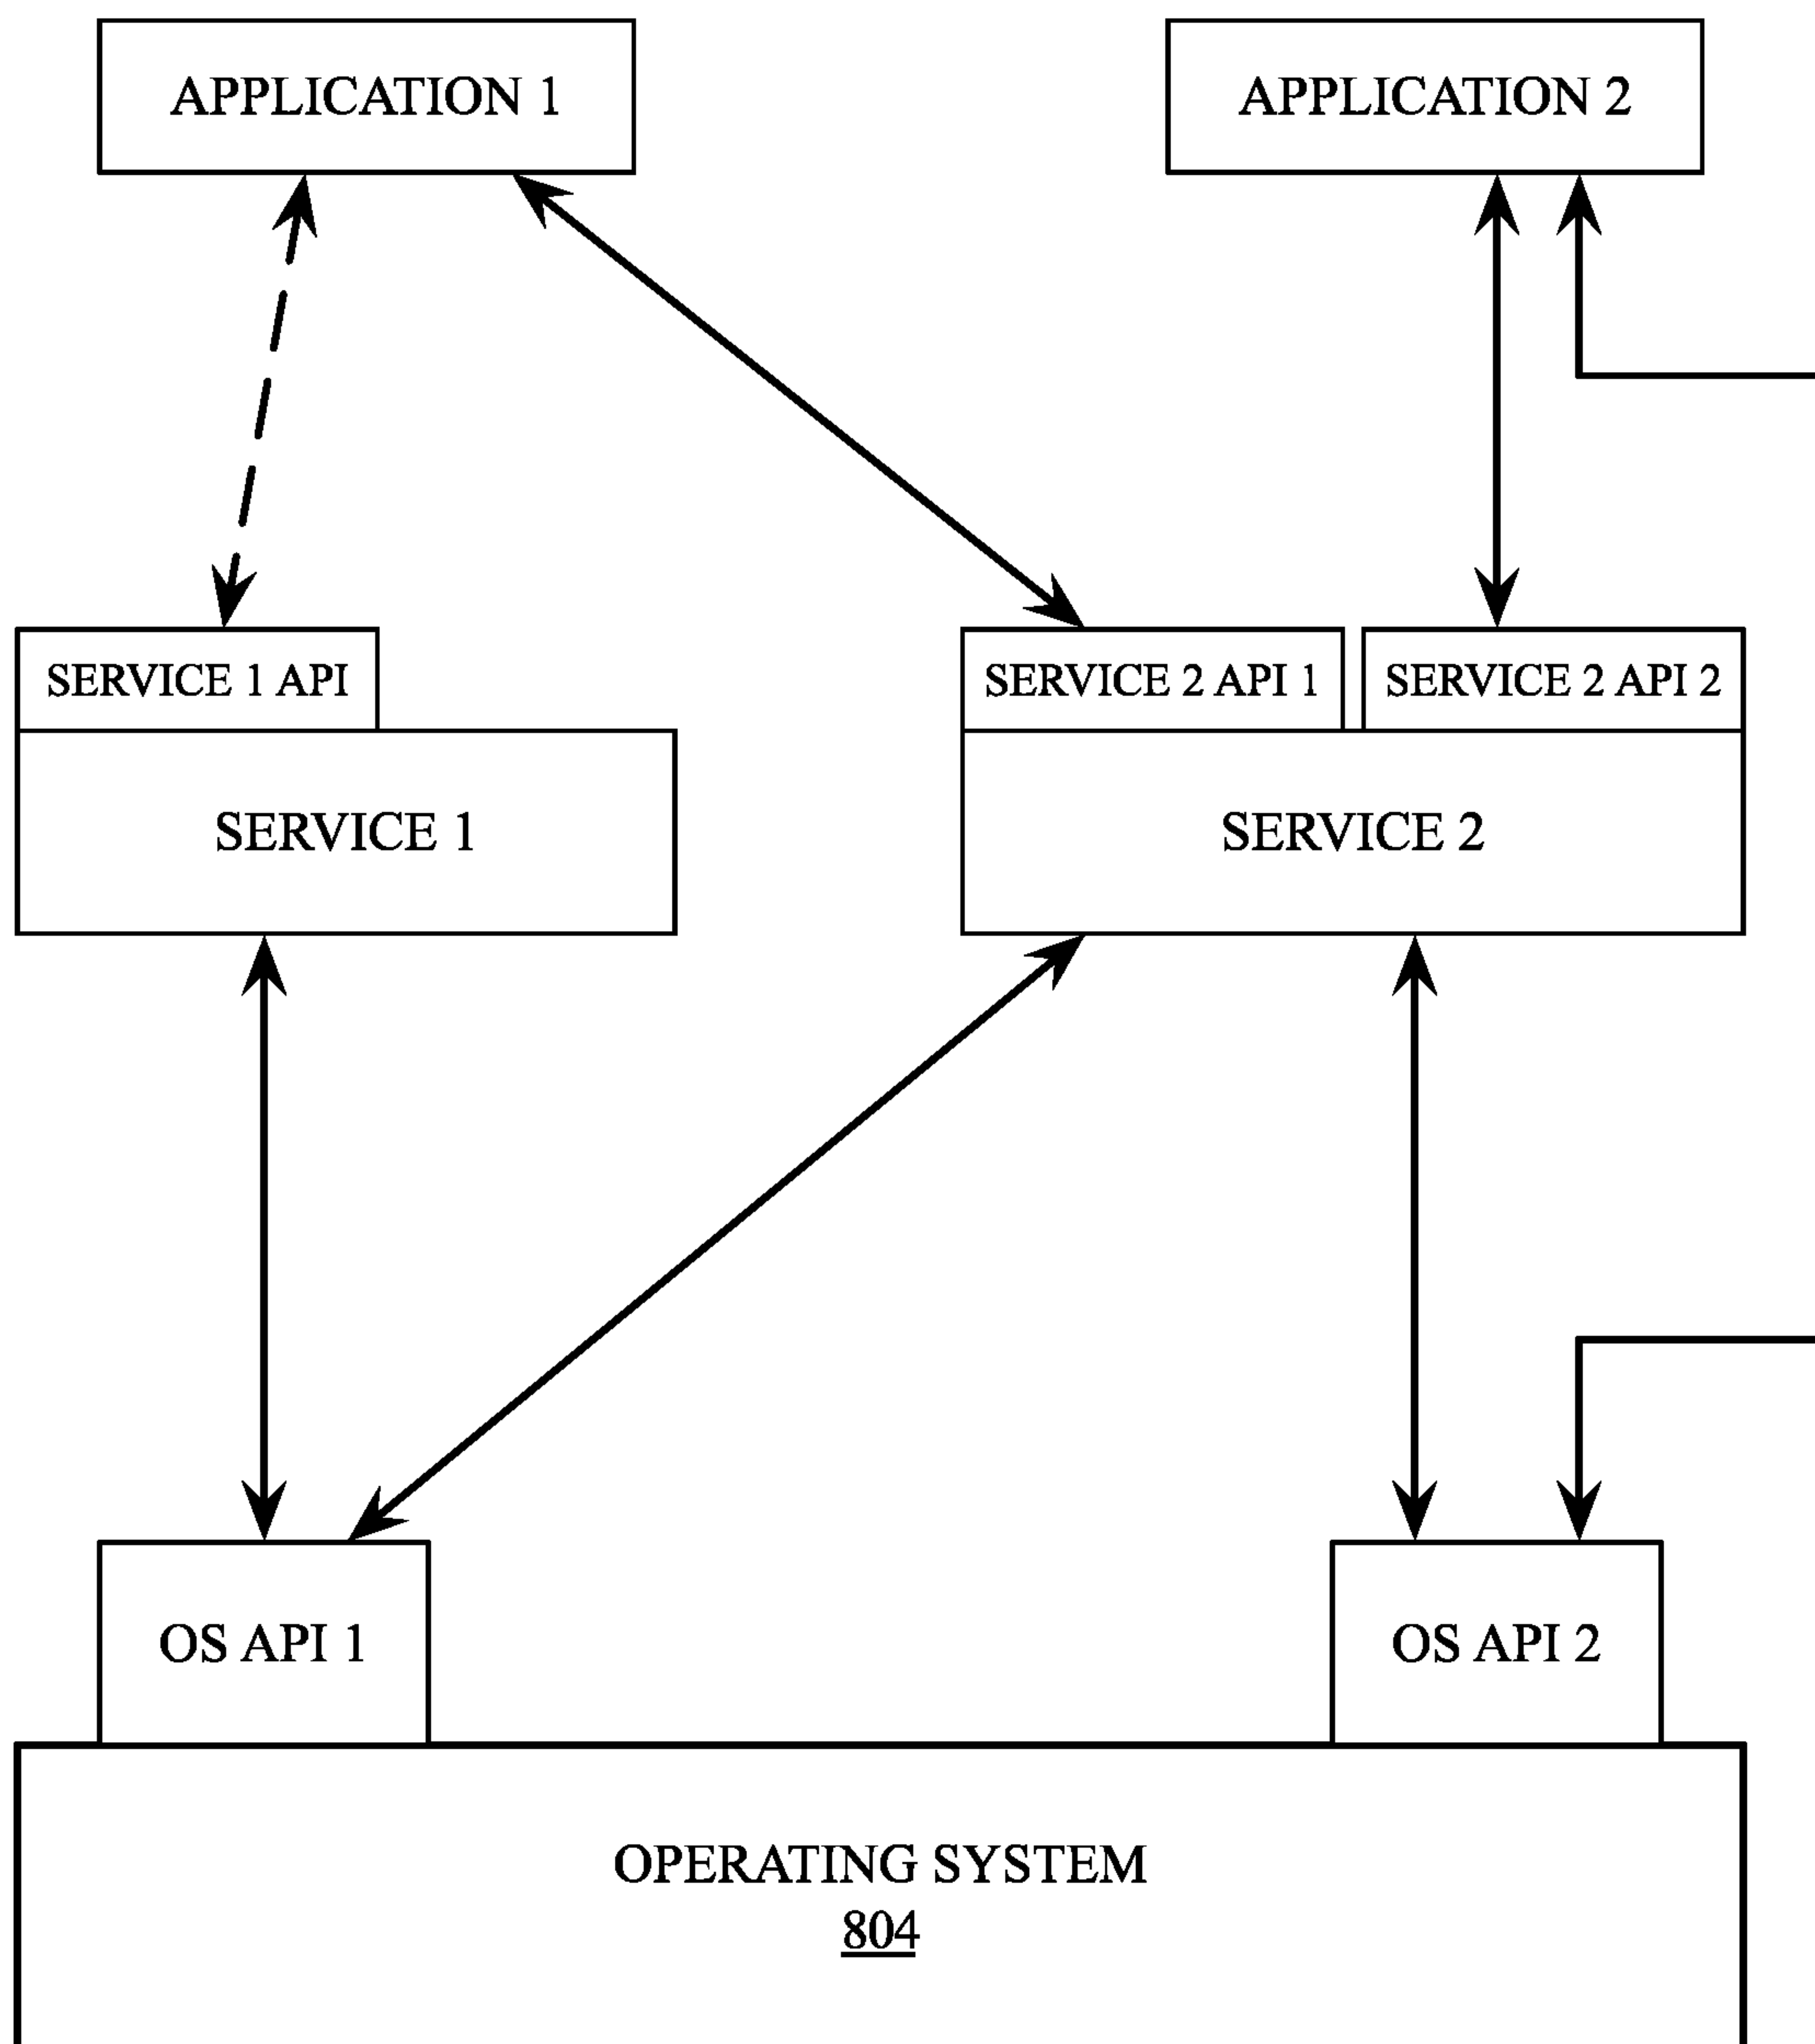 APPLICATION 1
APPLICATION 2
SERVICE 1 API
SERVICE 2 API 1
SERVICE 2 API 2
SERVICE 1
SERVICE 2
OS API 1
OS API 2
OPERATING SYSTEM
804